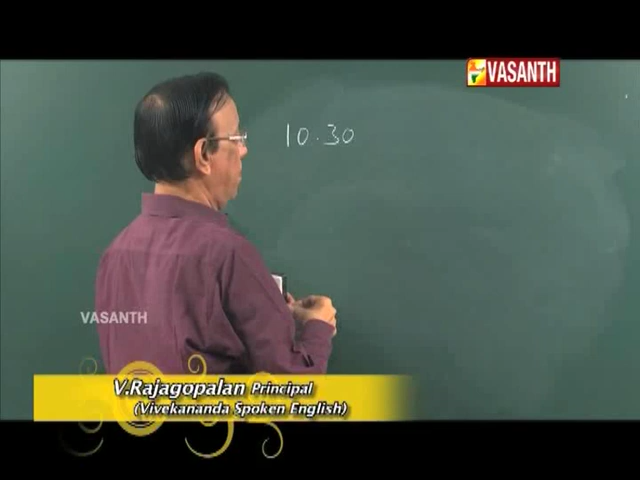 VASANTH
10.30
VASANTH
V.Rajagopalan Principal
(Vivekananda Spoken English)